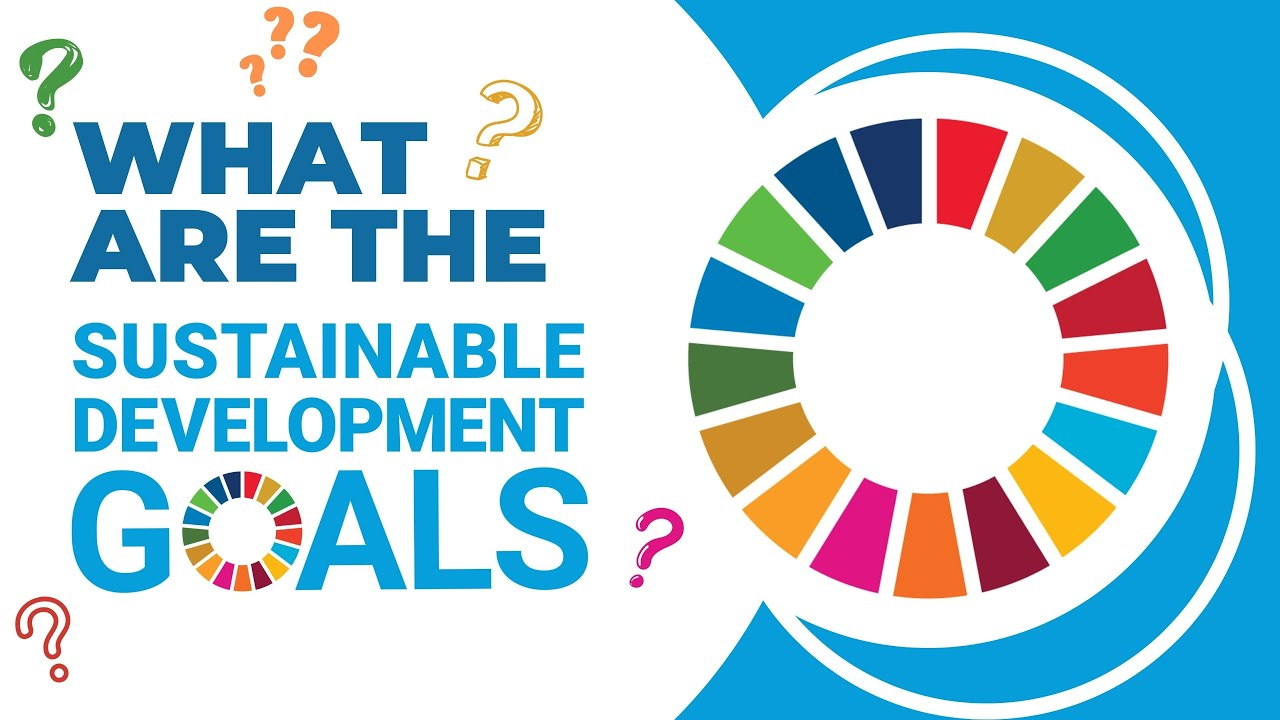 WHAT
ARE THE
SUSTAINABLE
DEVELOPMENT
GOALS